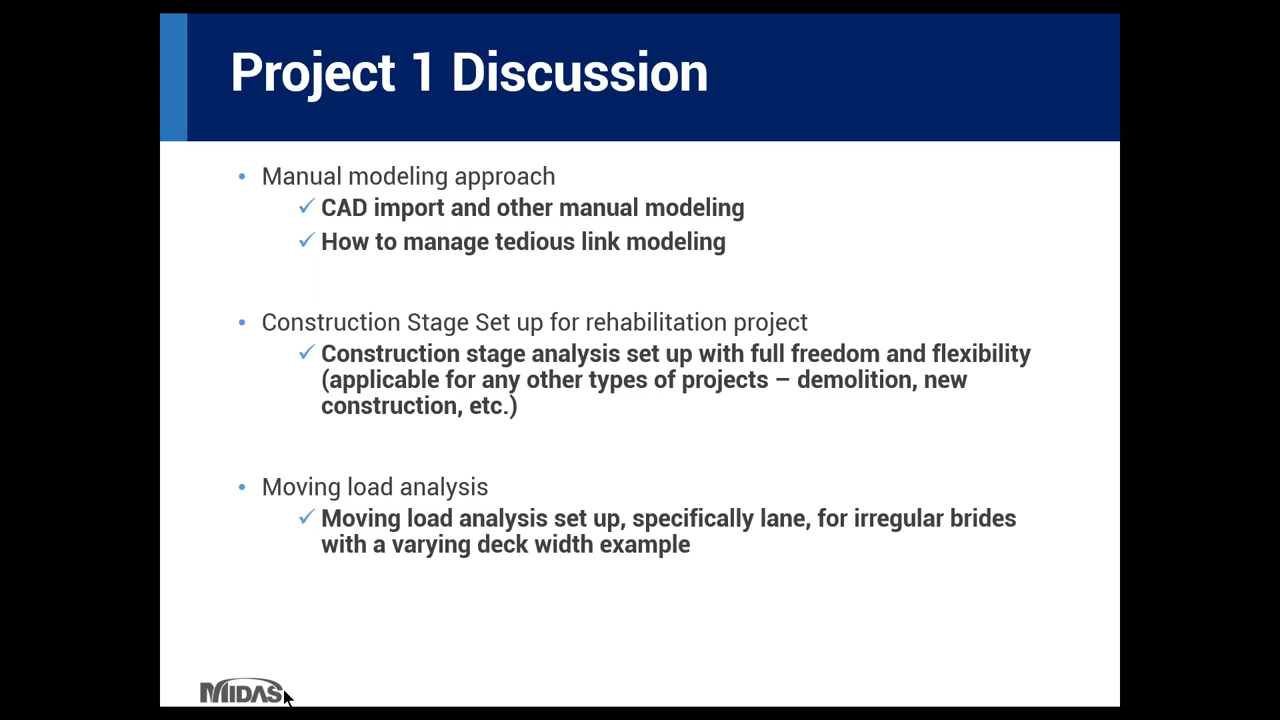 Project 1 Discussion
• Manual modeling approach
✓ CAD import and other manual modeling
✓ How to manage tedious link modeling
• Construction Stage Set up for rehabilitation project
✓ Construction stage analysis set up with full freedom and flexibility
(applicable for any other types of projects – demolition, new
construction, etc.)
• Moving load analysis
✓ Moving load analysis set up, specifically lane, for irregular brides
with a varying deck width example
MIDAS